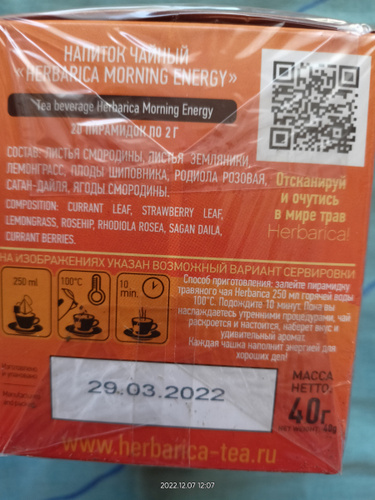 НАПИТОК ЧАЙНЫЙ
«HERBARICA MORNING ENERGY»
Tea beverage Herbarica Morning Energy
20 ПИРАМИДОК ПО 2 Г
СОСТАВ: ЛИСТЬЯ СМОРОДИНЫ, ЛИСТЬЯ ЗЕМЛЯНИКИ,
ЛЕМОНГРАСС, ПЛОДЫ ШИПОВНИКА, РОДИОЛА РОЗОВАЯ,
САГАН-ДАЙЛЯ, ЯГОДЫ СМОРОДИНЫ.
COMPOSITION: CURRANT LEAF, STRAWBERRY LEAF,
LEMONGRASS, ROSEHIP, RHODIOLA ROSEA, SAGAN DAILA,
CURRANT BERRIES.
Отсканируй
и очутись
в мире трав
Herbarica!
НА ИЗОБРАЖЕНИЯХ УКАЗАН ВОЗМОЖНЫЙ ВАРИАНТ СЕРВИРОВКИ
250 ml
100°C
10 min.
Способ приготовления: залейте пирамидку
травяного чая Herbarica 250 мл горячей воды
100°C. Подождите 10 минут. Пока вы
наслаждаетесь утренними процедурами, чай
раскроется и настоится, наберет вкус и
удивительный аромат.
Каждая чашка наполнит энергией для
хороших дел!
Изготовлено
и упаковано:
29.03.2022
МАССА
НЕТТО:
40г
NET WEIGHT: 40g
www.herbarica-tea.ru
2022.12.07 12:07